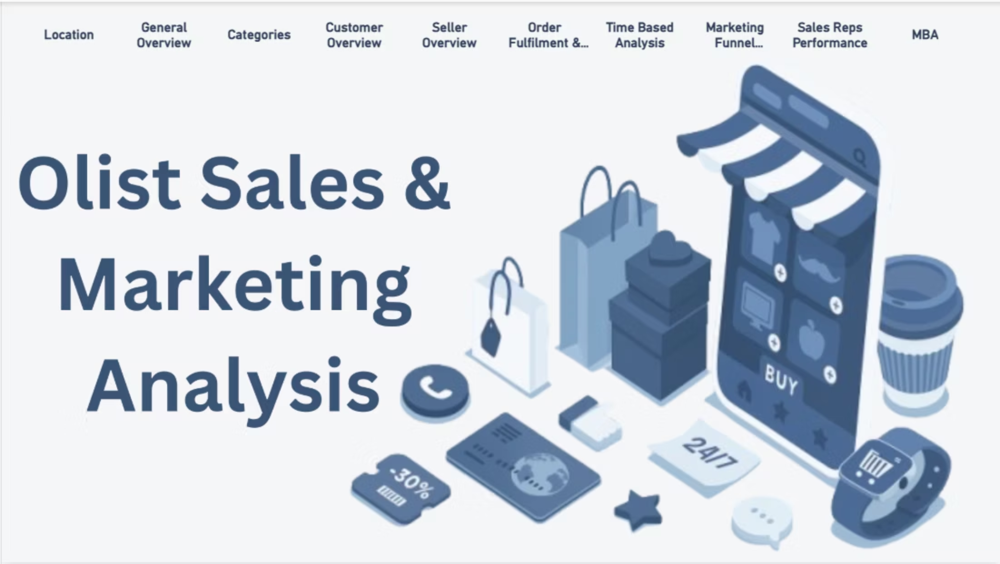 Location
General
Overview
Categories
Customer
Overview
Seller
Overview
Order
Fulfilment &...
Time Based
Analysis
Marketing
Funnel...
Sales Reps
Performance
MBA
Olist Sales &
Marketing
Analysis
BUY
24/7
-30%